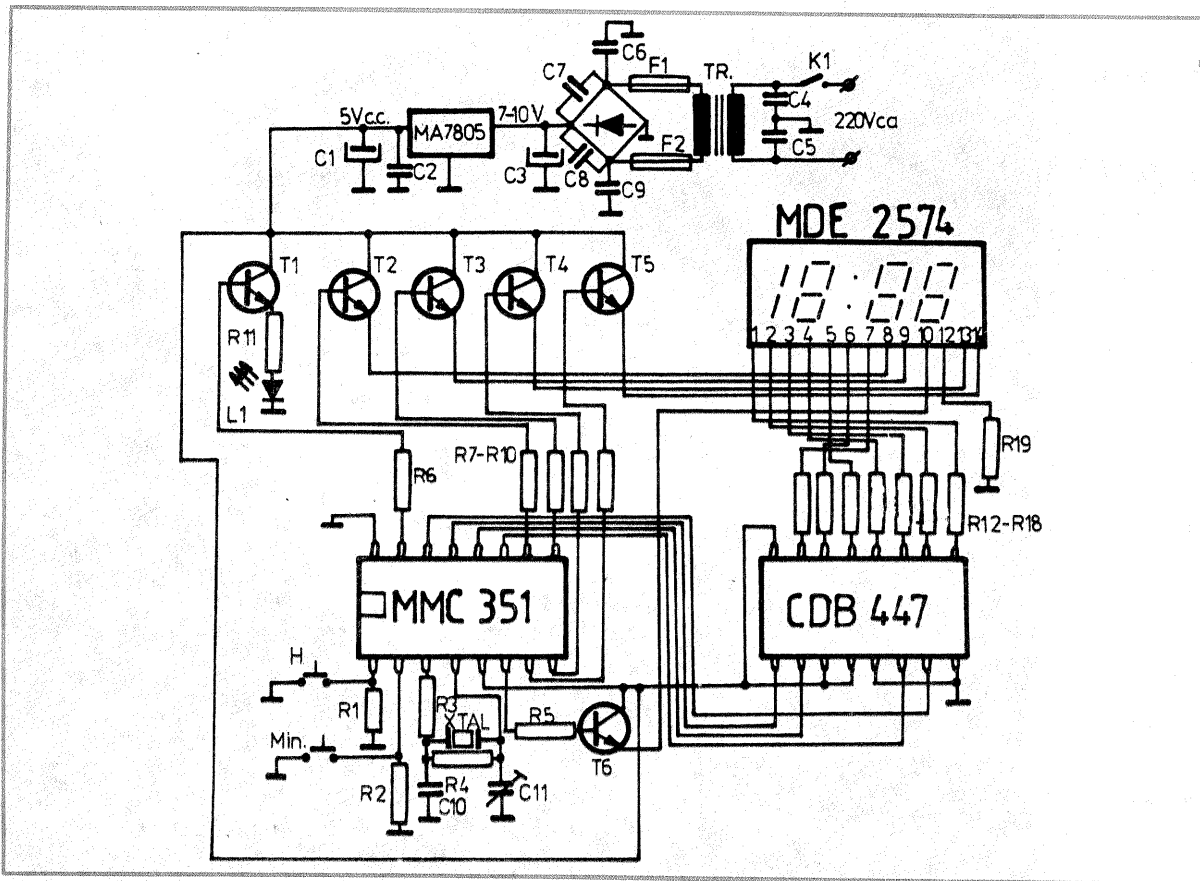 C6
C7
F1
TR.
K1
5Vc.c.
MA7805
7-10V
C4
220Vca
C1
C2
C3
C8
F2
C5
C9
MDE 2574
T1
T2
T3
T4
T5
18:88
1 2 3 4 5 6 7 8 9 10 12 13 14
R11
L1
R6
R7-R10
R19
R12-R18
MMC 351
CDB 447
H.
R1
R3
XTAL
R5
Min.
T6
R2
R4
C10
C11